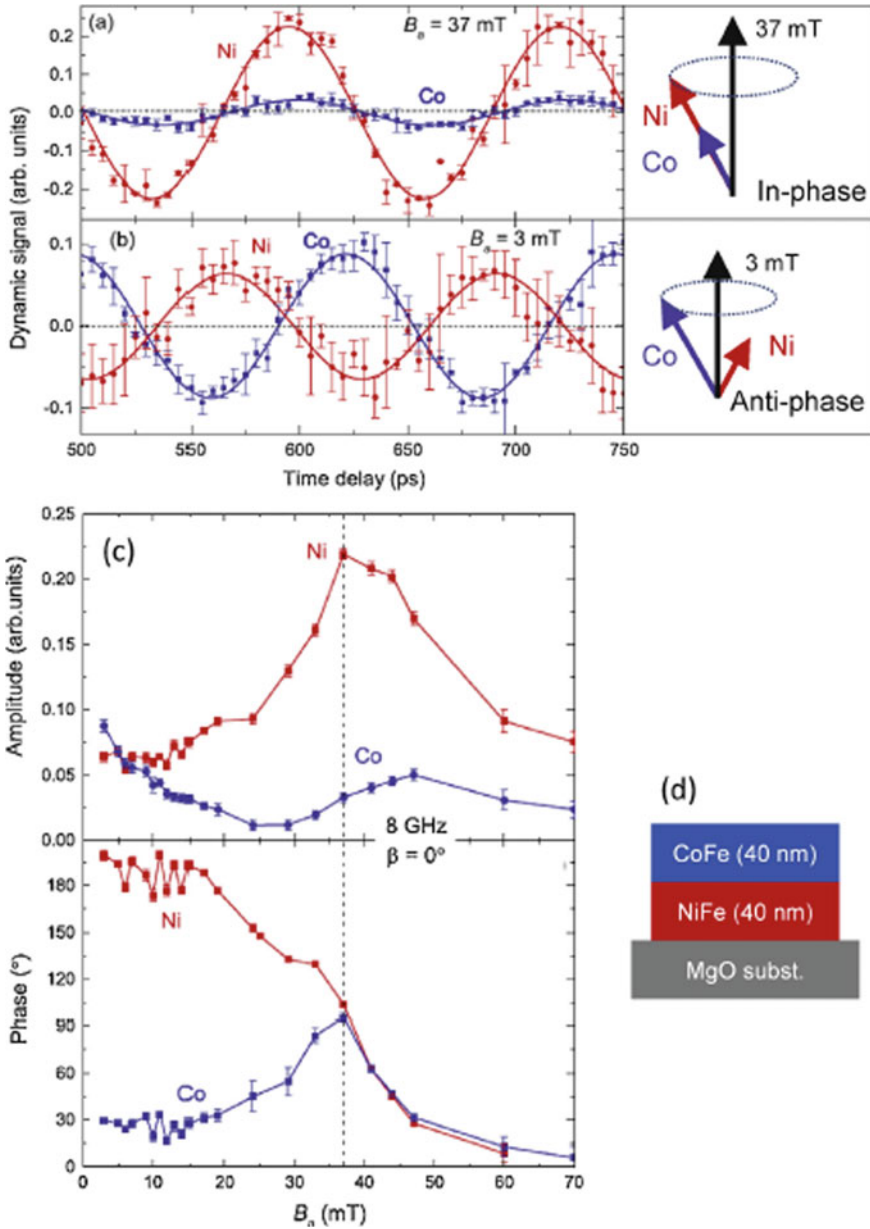 (a)
B_a = 37 mT
Ni
Co
0.2
0.1
0.0
-0.1
-0.2
37 mT
Ni
Co
In-phase
Dynamic signal (arb. units)
(b)
Ni
Co
B_a = 3 mT
0.1
0.0
-0.1
3 mT
Co
Ni
Anti-phase
500 550 600 650 700 750
Time delay (ps)
(c)
Ni
Co
0.25
0.20
0.15
0.10
0.05
0.00
Amplitude (arb.units)
8 GHz
β = 0°
180
150
120
90
60
30
0
Phase (°)
Ni
Co
0 10 20 30 40 50 60 70
B_a (mT)
(d)
CoFe (40 nm)
NiFe (40 nm)
MgO subst.